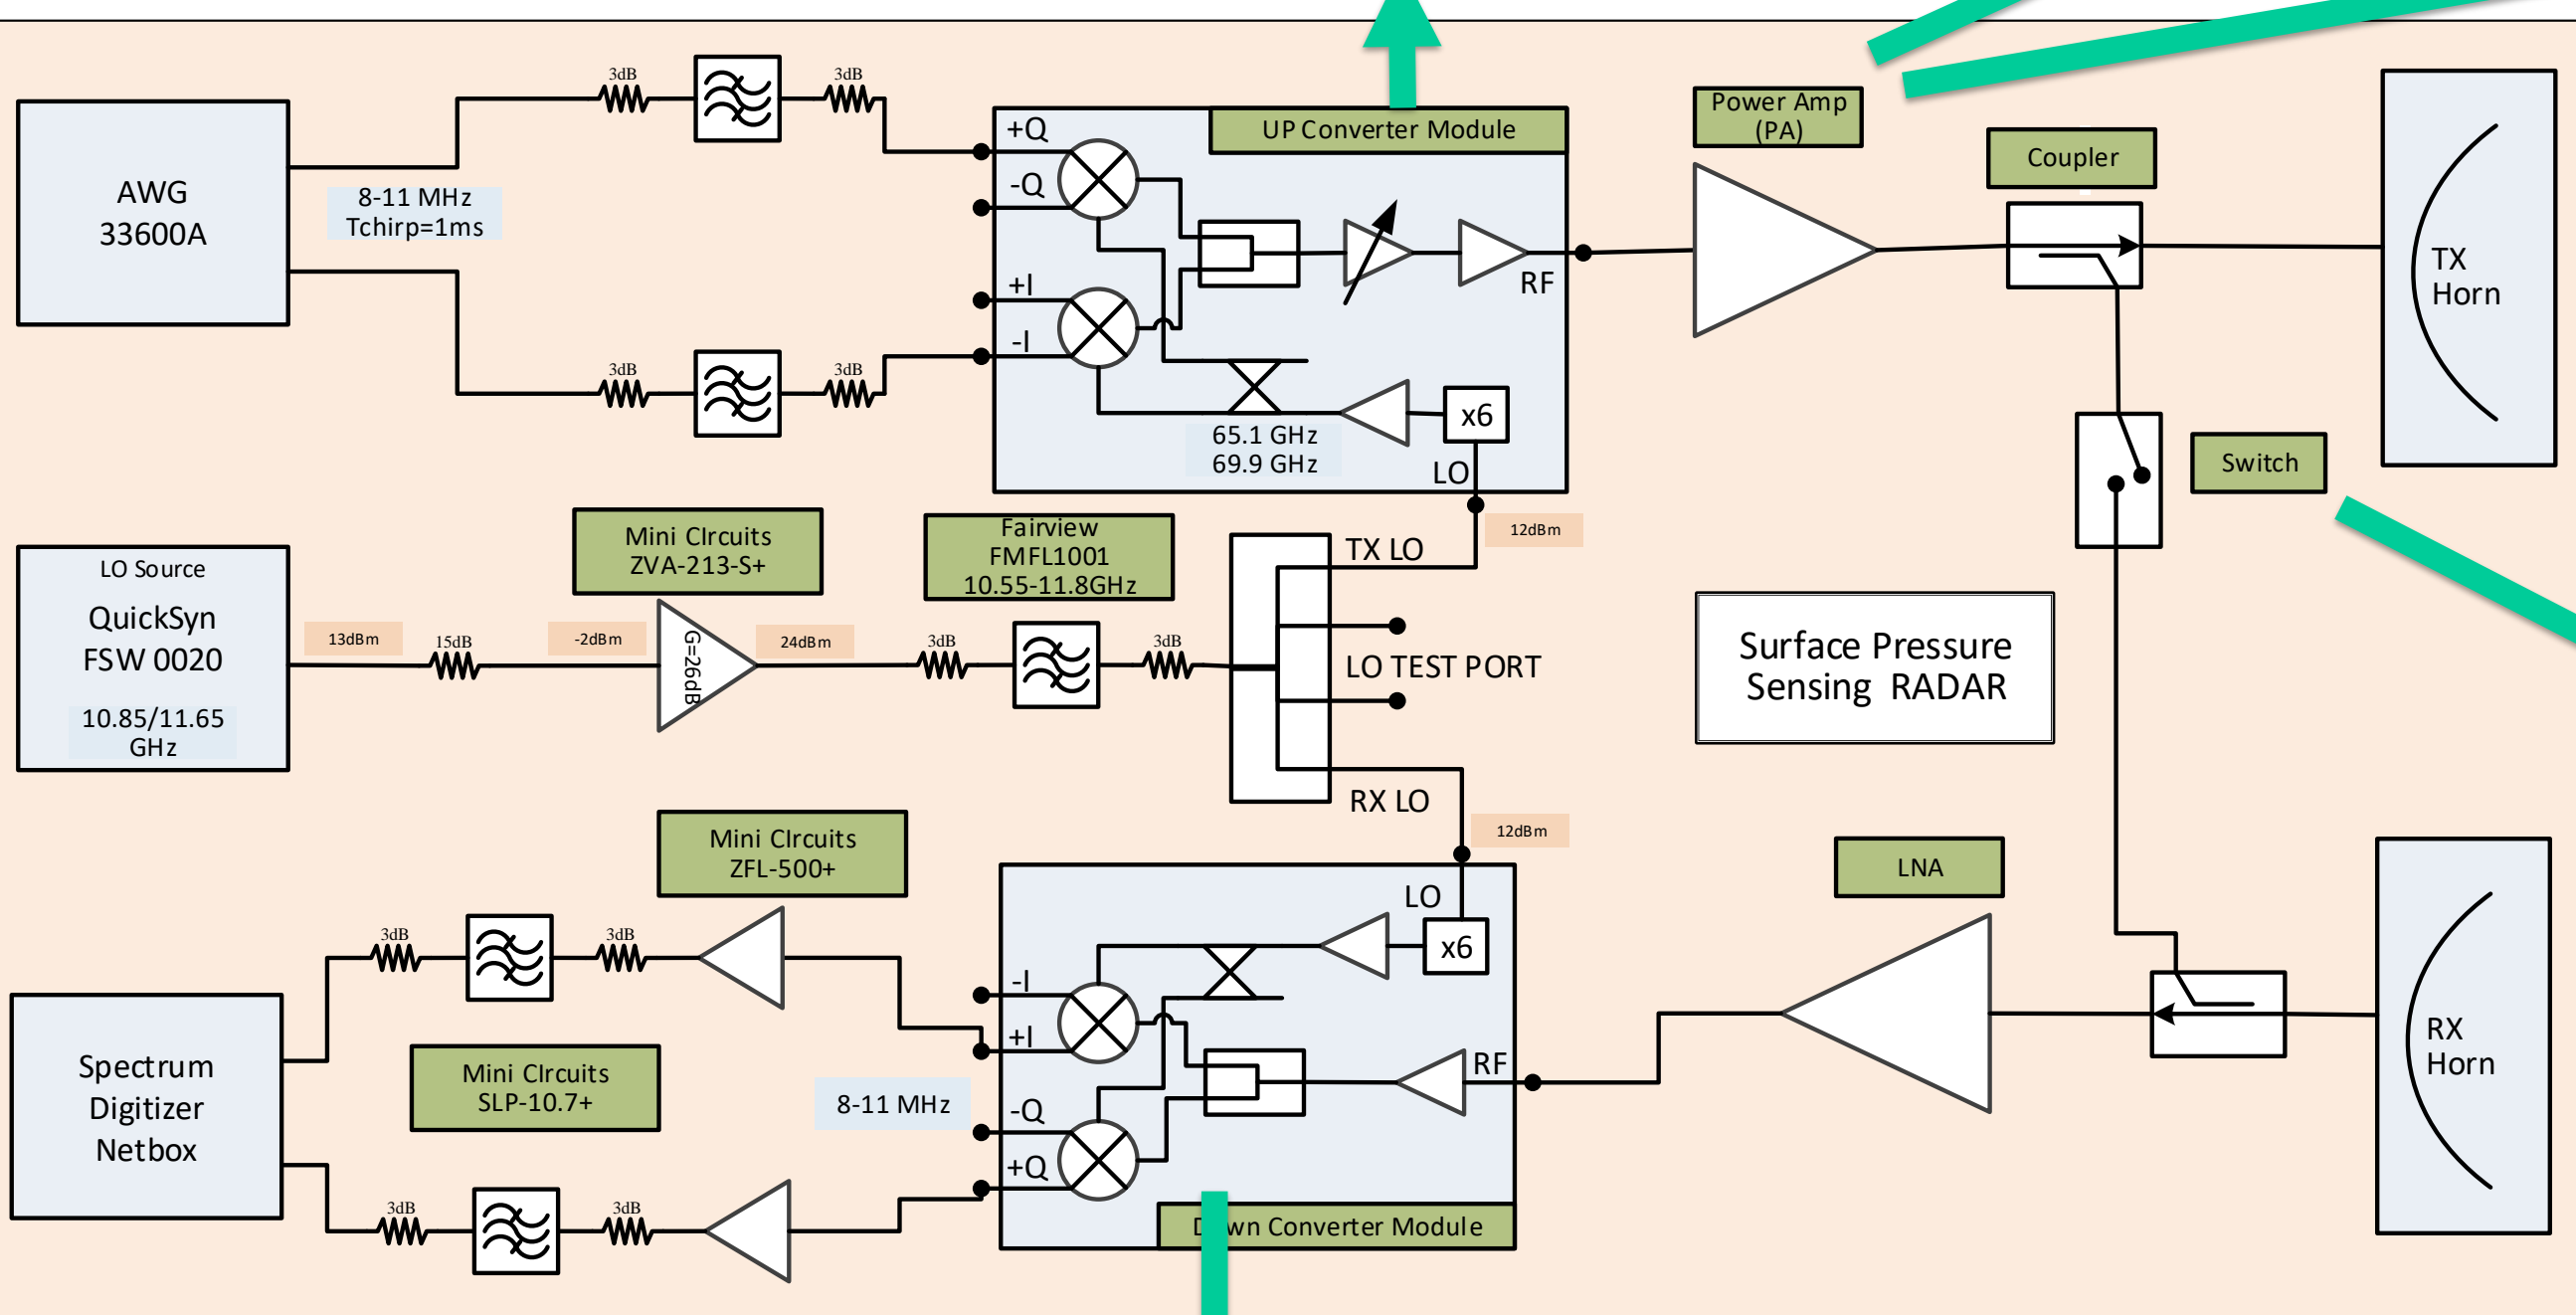 3dB
3dB
AWG
33600A
8-11 MHz
Tchirp=1ms
3dB
3dB
+Q
-Q
+I
-I
UP Converter Module
RF
x6
65.1 GHz
69.9 GHz
LO
Power Amp
(PA)
Coupler
TX
Horn
Switch
12dBm
LO Source
QuickSyn
FSW 0020
10.85/11.65
GHz
13dBm
15dB
-2dBm
Mini CIrcuits
ZVA-213-S+
G=26dB
24dBm
Fairview
FMFL1001
10.55-11.8GHz
3dB
3dB
TX LO
LO TEST PORT
RX LO
12dBm
Surface Pressure
Sensing RADAR
Mini CIrcuits
ZFL-500+
3dB
3dB
Spectrum
Digitizer
Netbox
Mini CIrcuits
SLP-10.7+
8-11 MHz
3dB
3dB
-I
+I
-Q
+Q
LO
x6
RF
wn Converter Module
LNA
RX
Horn